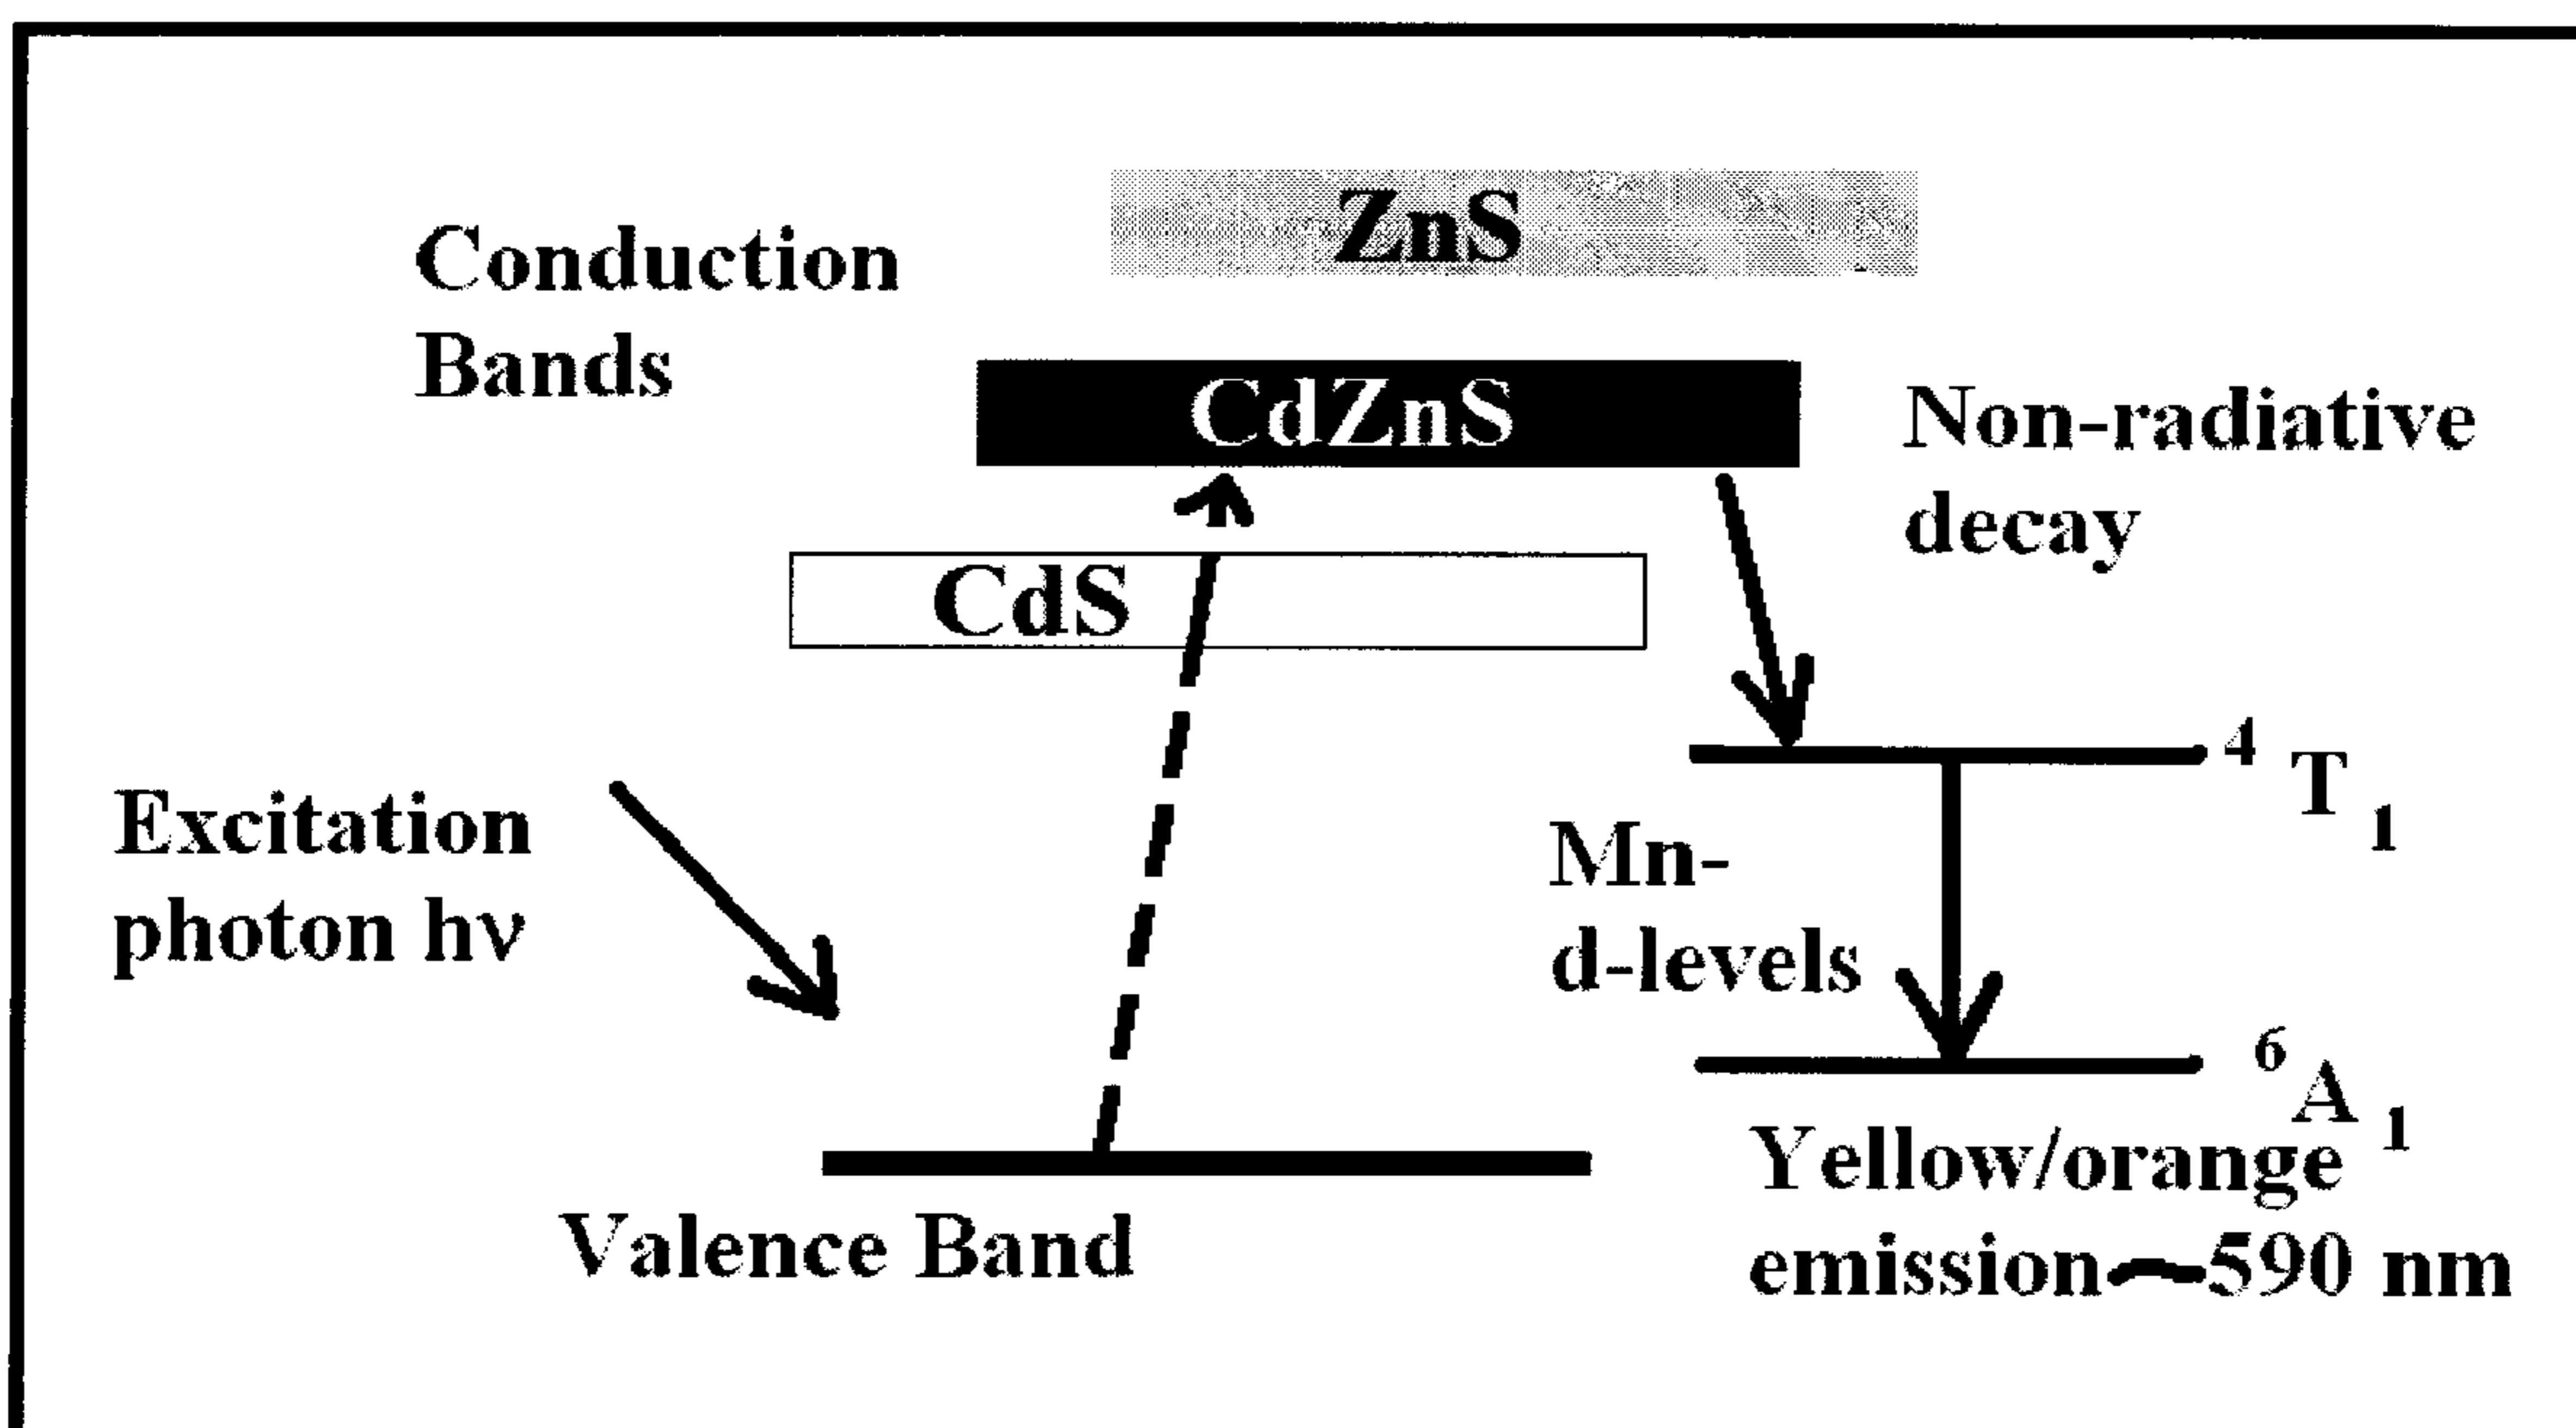 ZnS
Conduction
Bands
CdZnS
Non-radiative
decay
CdS
4
T
1
Excitation
photon hν
Mn-
d-levels
6
A
1
Yellow/orange
emission~590 nm
Valence Band